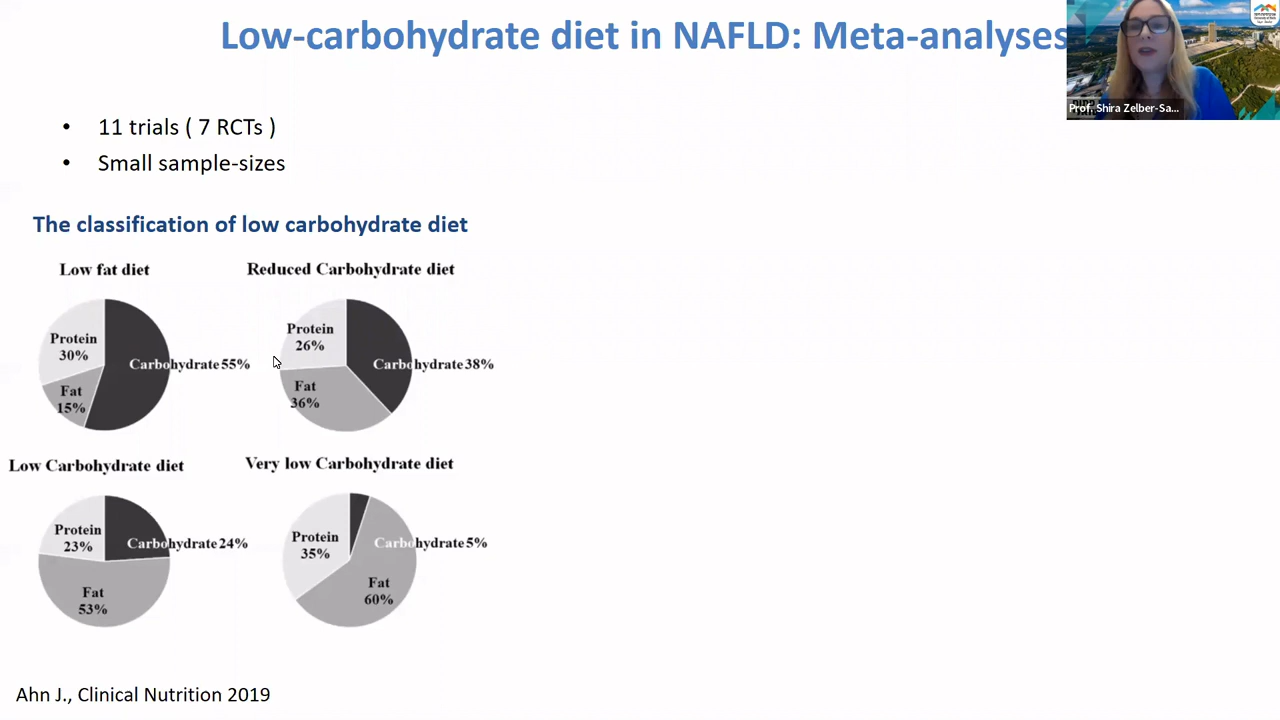 Low-carbohydrate diet in NAFLD: Meta-analyses
Prof. Shira Zelber-Sa...
• 11 trials ( 7 RCTs )
• Small sample-sizes
The classification of low carbohydrate diet
Low fat diet
Protein
30%
Carbohydrate 55%
Fat
15%
Reduced Carbohydrate diet
Protein
26%
Carbohydrate 38%
Fat
36%
Low Carbohydrate diet
Protein
23%
Carbohydrate 24%
Fat
53%
Very low Carbohydrate diet
Protein
35%
Carbohydrate 5%
Fat
60%
Ahn J., Clinical Nutrition 2019